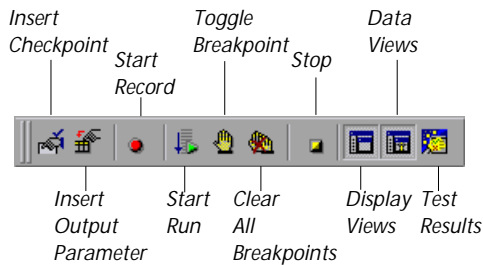 Insert
Checkpoint
Start
Record
Toggle
Breakpoint
Stop
Data
Views
Insert
Output
Parameter
Start
Run
Clear
All
Breakpoints
Display
Views
Test
Results